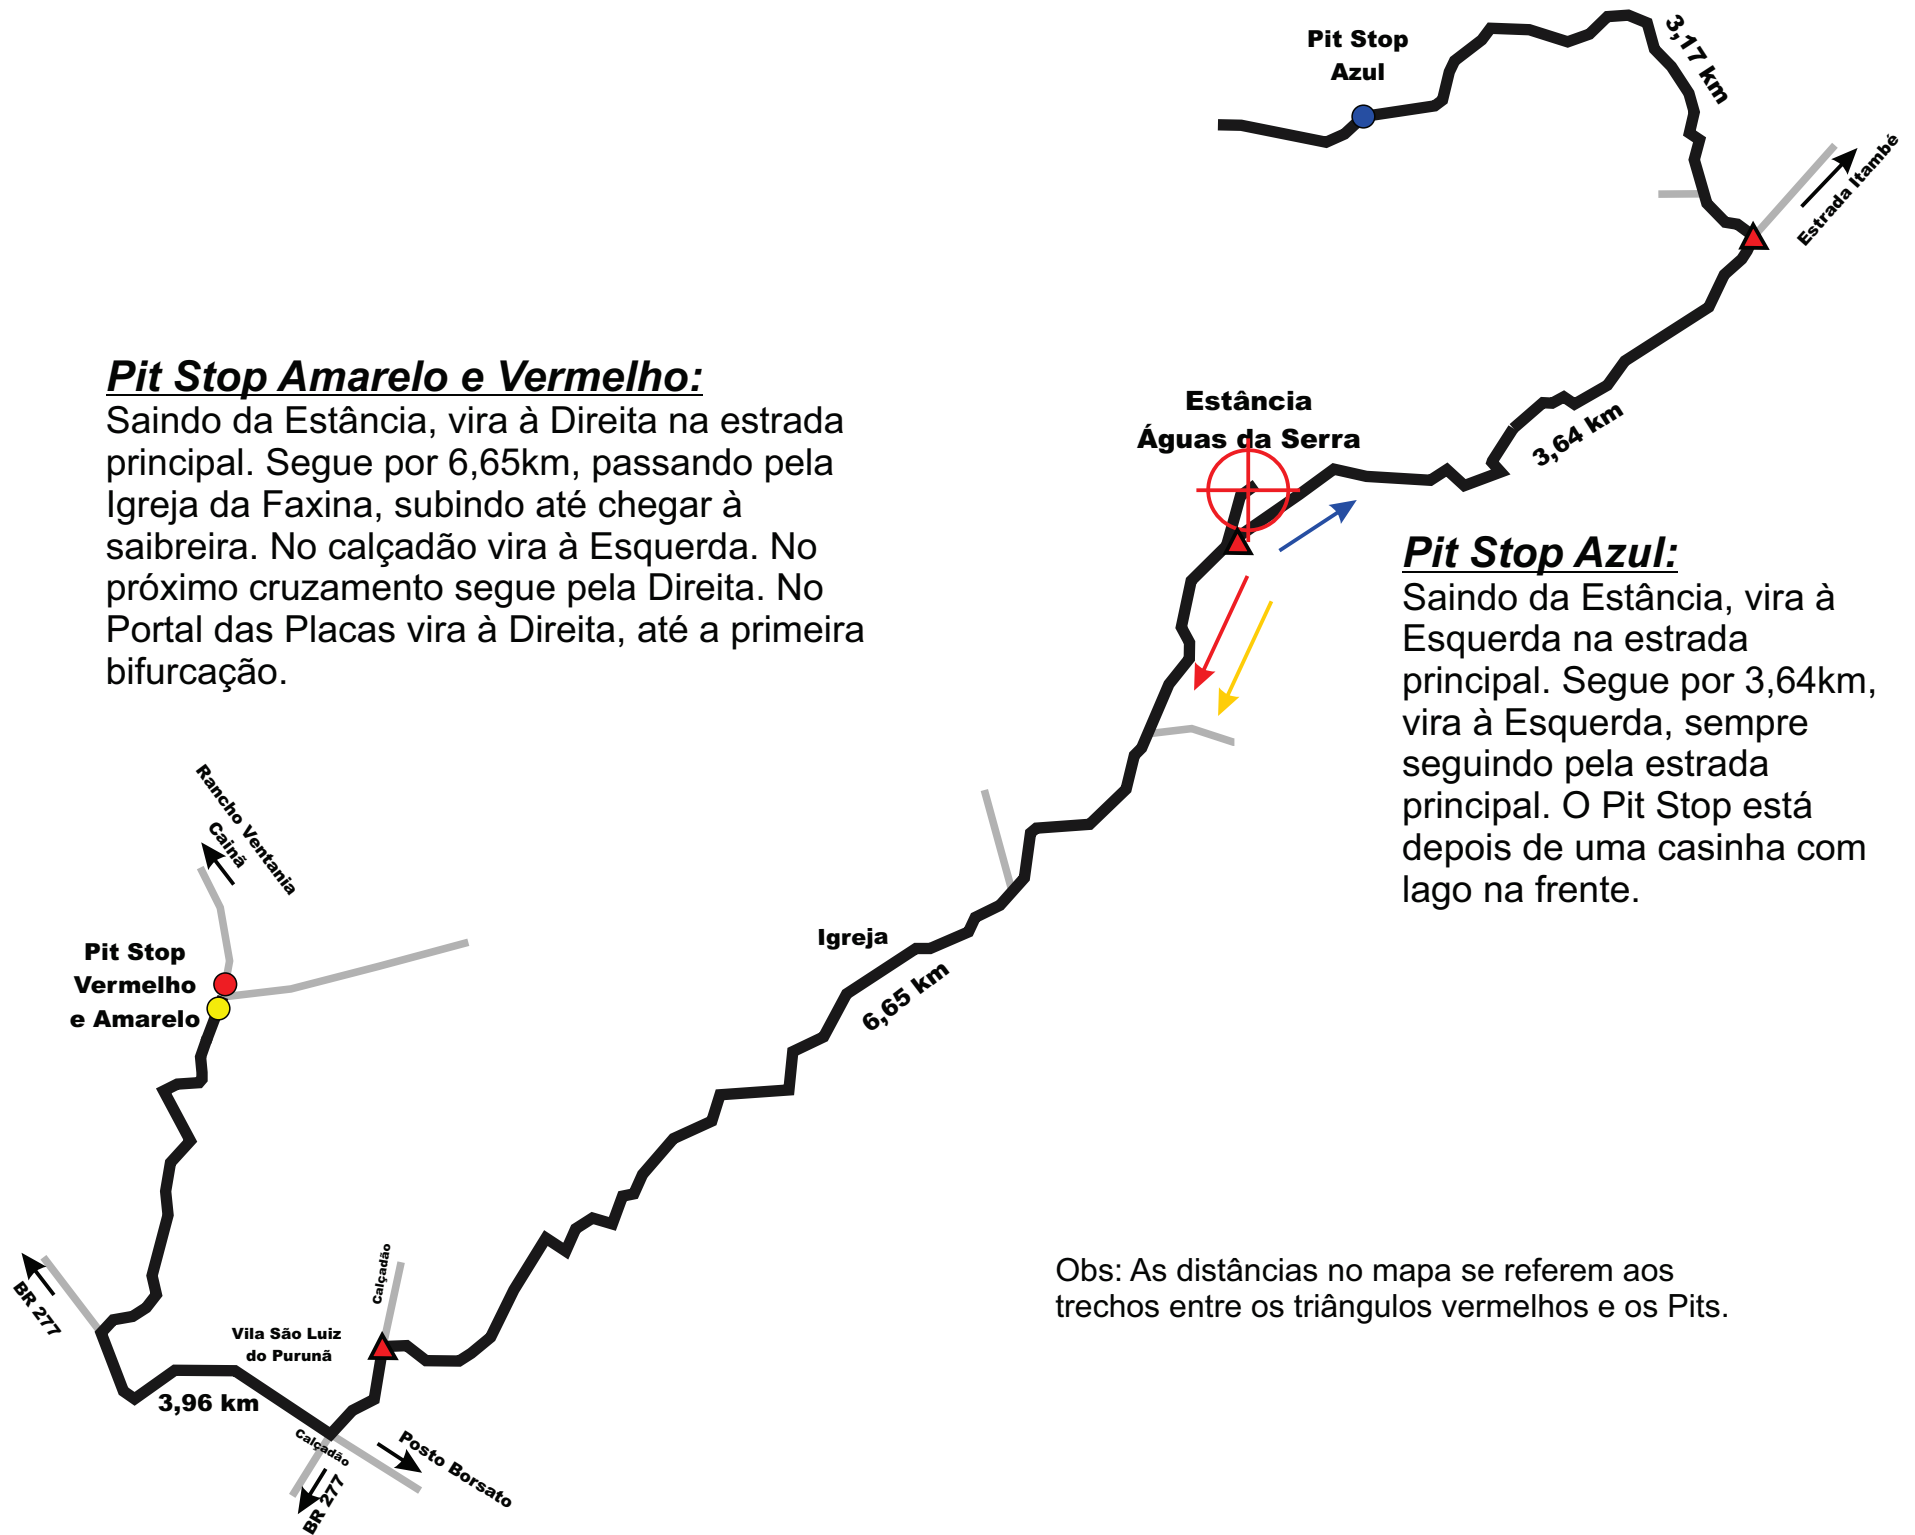 Pit Stop
Azul
3,17 km
Estrada Itambé
Pit Stop Amarelo e Vermelho:
Saindo da Estância, vira à Direita na estrada
principal. Segue por 6,65km, passando pela
Igreja da Faxina, subindo até chegar à
saibreira. No calçadão vira à Esquerda. No
próximo cruzamento segue pela Direita. No
Portal das Placas vira à Direita, até a primeira
bifurcação.
Estância
Águas da Serra
3,64 km
Pit Stop Azul:
Saindo da Estância, vira à
Esquerda na estrada
principal. Segue por 3,64km,
vira à Esquerda, sempre
seguindo pela estrada
principal. O Pit Stop está
depois de uma casinha com
lago na frente.
Rancho Ventania
Cainã
Pit Stop
Vermelho
e Amarelo
Igreja
6,65 km
BR 277
Calçadão
Vila São Luiz
do Purunã
3,96 km
Calçadão
Posto Borsato
BR 277
Obs: As distâncias no mapa se referem aos
trechos entre os triângulos vermelhos e os Pits.